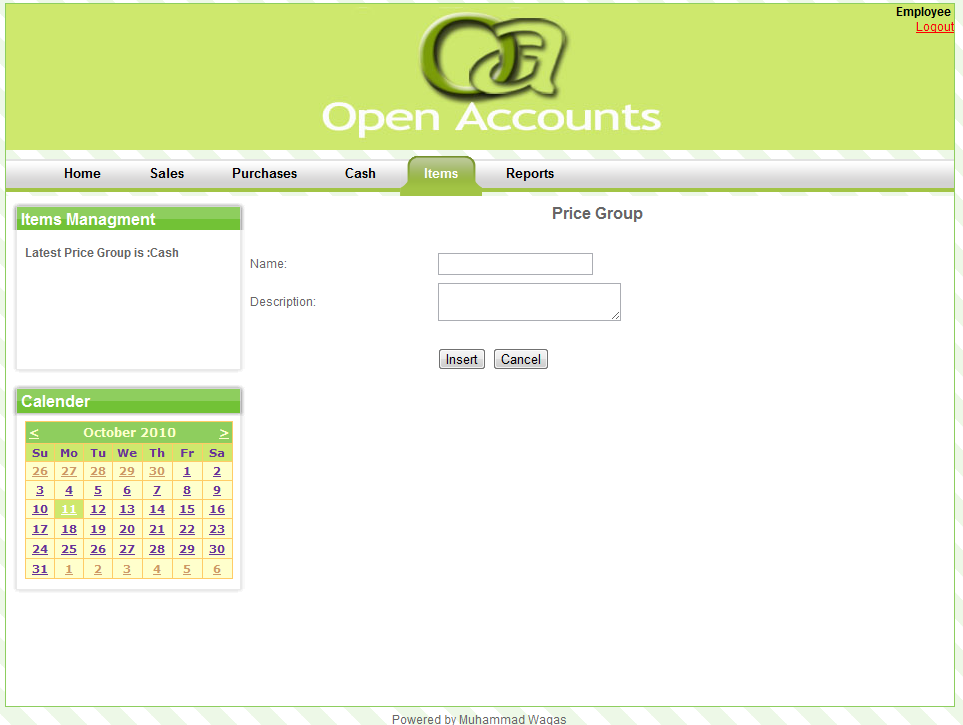 Employee
Logout
Oa
Open Accounts
Home Sales Purchases Cash Items Reports
Items Managment
Latest Price Group is :Cash
Price Group
Name:
Description:
Insert Cancel
Calender
< October 2010 >
Su Mo Tu We Th Fr Sa
26 27 28 29 30 1 2
3 4 5 6 7 8 9
10 11 12 13 14 15 16
17 18 19 20 21 22 23
24 25 26 27 28 29 30
31 1 2 3 4 5 6
Powered by Muhammad Waqas